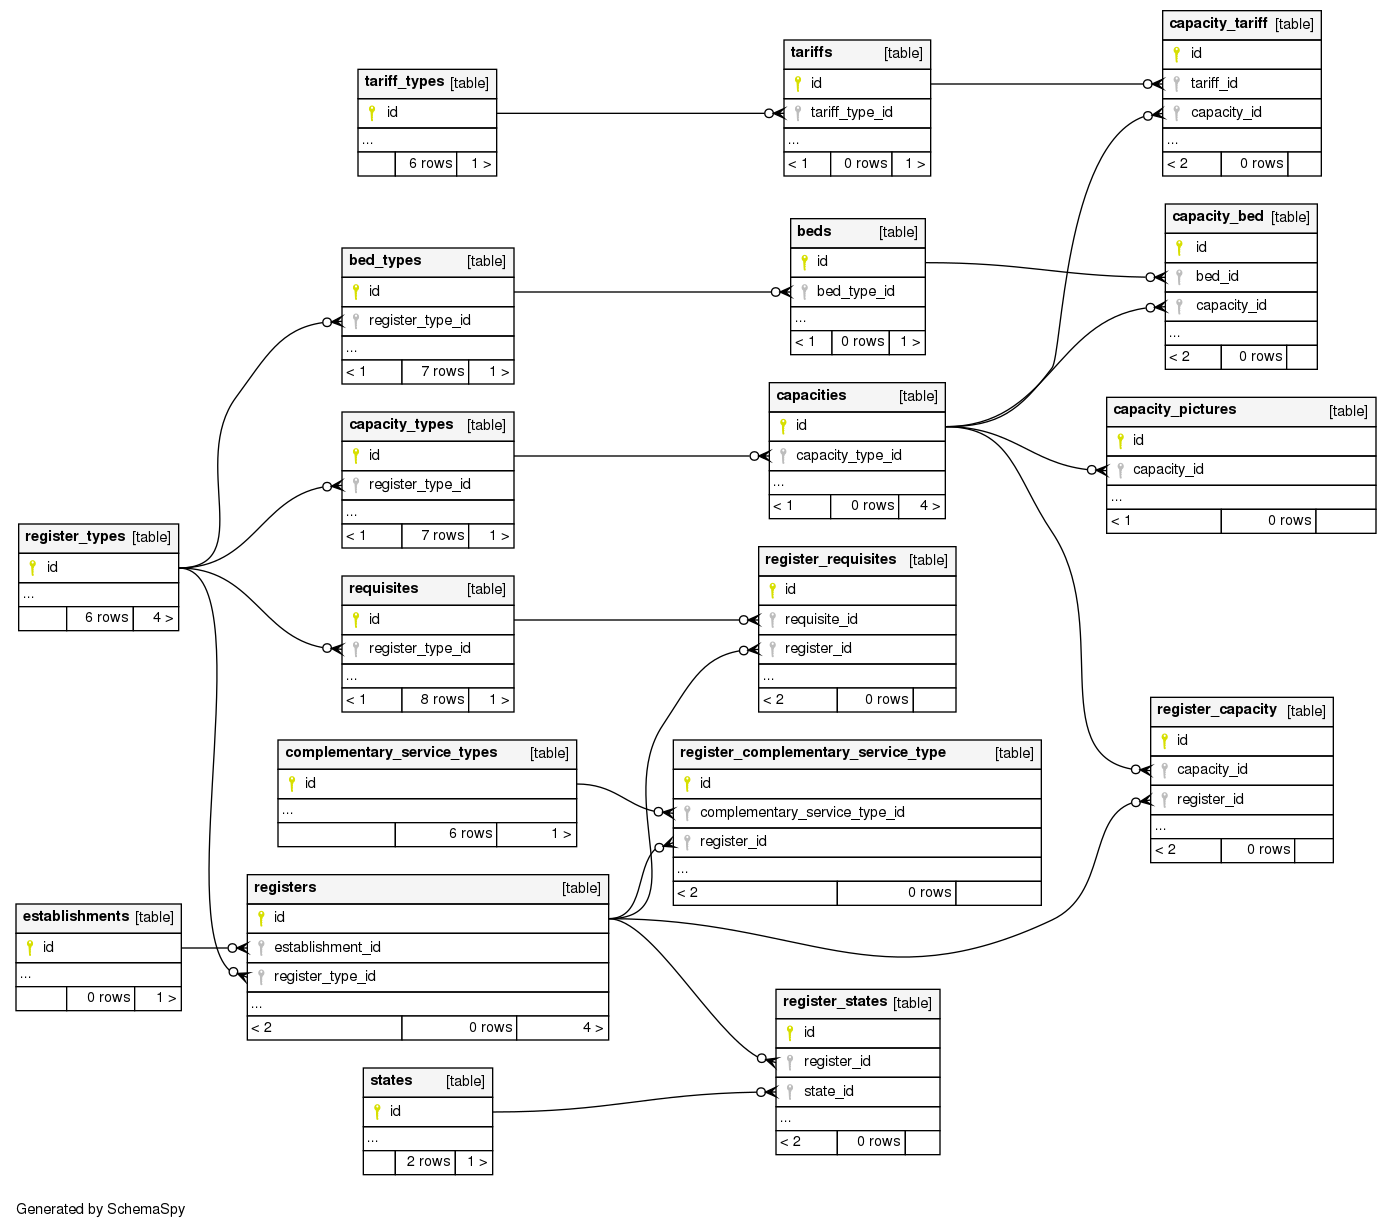 capacity_tariff [table]
id
tariff_id
capacity_id
...
< 2 0 rows
tariffs [table]
id
tariff_type_id
...
< 1 0 rows 1 >
tariff_types [table]
id
...
6 rows 1 >
capacity_bed [table]
id
bed_id
capacity_id
...
< 2 0 rows
beds [table]
id
bed_type_id
...
< 1 0 rows 1 >
bed_types [table]
id
register_type_id
...
< 1 7 rows 1 >
capacities [table]
id
capacity_type_id
...
< 1 0 rows 4 >
capacity_pictures [table]
id
capacity_id
...
< 1 0 rows
capacity_types [table]
id
register_type_id
...
< 1 7 rows 1 >
register_types [table]
id
...
6 rows 4 >
register_requisites [table]
id
requisite_id
register_id
...
< 2 0 rows
requisites [table]
id
register_type_id
...
< 1 8 rows 1 >
register_capacity [table]
id
capacity_id
register_id
...
< 2 0 rows
complementary_service_types [table]
id
...
6 rows 1 >
register_complementary_service_type [table]
id
complementary_service_type_id
register_id
...
< 2 0 rows
registers [table]
id
establishment_id
register_type_id
...
< 2 0 rows 4 >
establishments [table]
id
...
0 rows 1 >
register_states [table]
id
register_id
state_id
...
< 2 0 rows
states [table]
id
...
2 rows 1 >
Generated by SchemaSpy